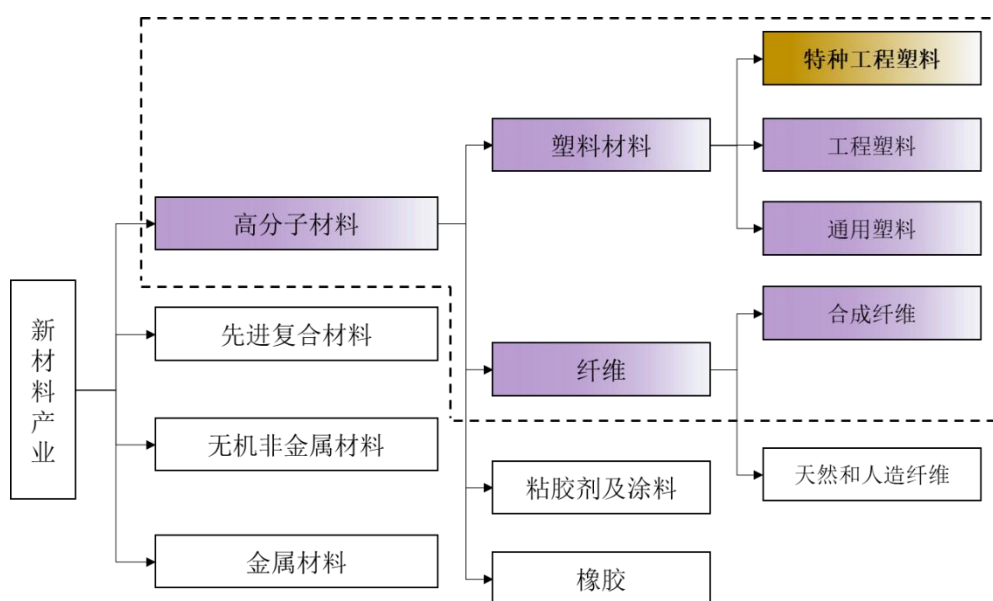 新材料产业
高分子材料
先进复合材料
无机非金属材料
金属材料
塑料材料
纤维
粘胶剂及涂料
橡胶
特种工程塑料
工程塑料
通用塑料
合成纤维
天然和人造纤维